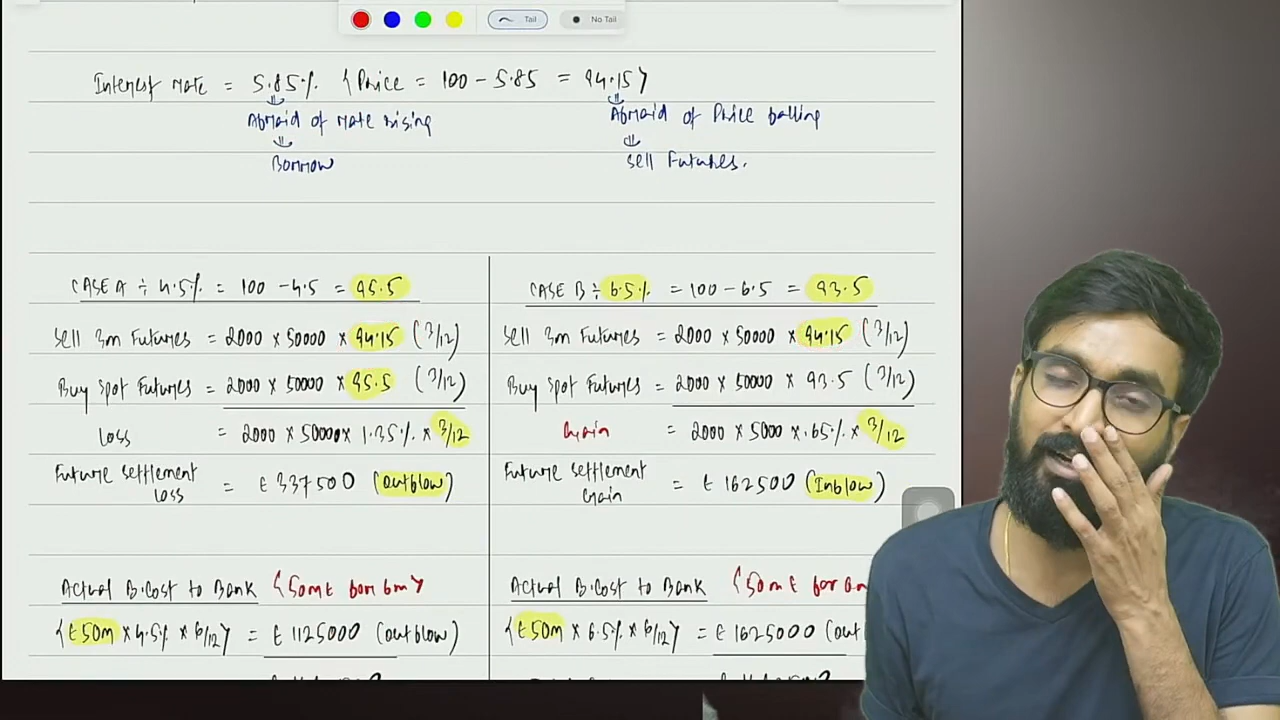 Tail
No Tail
Interest rate = 5.85% {Price = 100 - 5.85 = 94.15}
Afraid of rate rising
Afraid of Price falling
Borrow
Sell Futures.
CASE A ÷ 4.5% = 100 - 4.5 = 95.5
Sell 3m Futures = 2000 × 50000 × 94.15 (3/12)
Buy Spot Futures = 2000 × 50000 × 95.5 (3/12)
Loss = 2000 × 50000 × 1.35% × 3/12
Future Settlement Loss = £ 337500 (Outflow)
Actual B.Cost to Bank {50m £ for 6m}
{£50m × 4.5% × 6/12} = £ 1125000 (outflow)
CASE B ÷ 6.5% = 100 - 6.5 = 93.5
Sell 3m Futures = 2000 × 50000 × 94.15 (3/12)
Buy Spot Futures = 2000 × 50000 × 93.5 (3/12)
Gain = 2000 × 5000 × .65% × 3/12
Future Settlement Gain = £ 162500 (Inflow)
Actual B.Cost to Bank {50m £ for 6m
{£50m × 6.5% × 6/12} = £ 1625000 (out